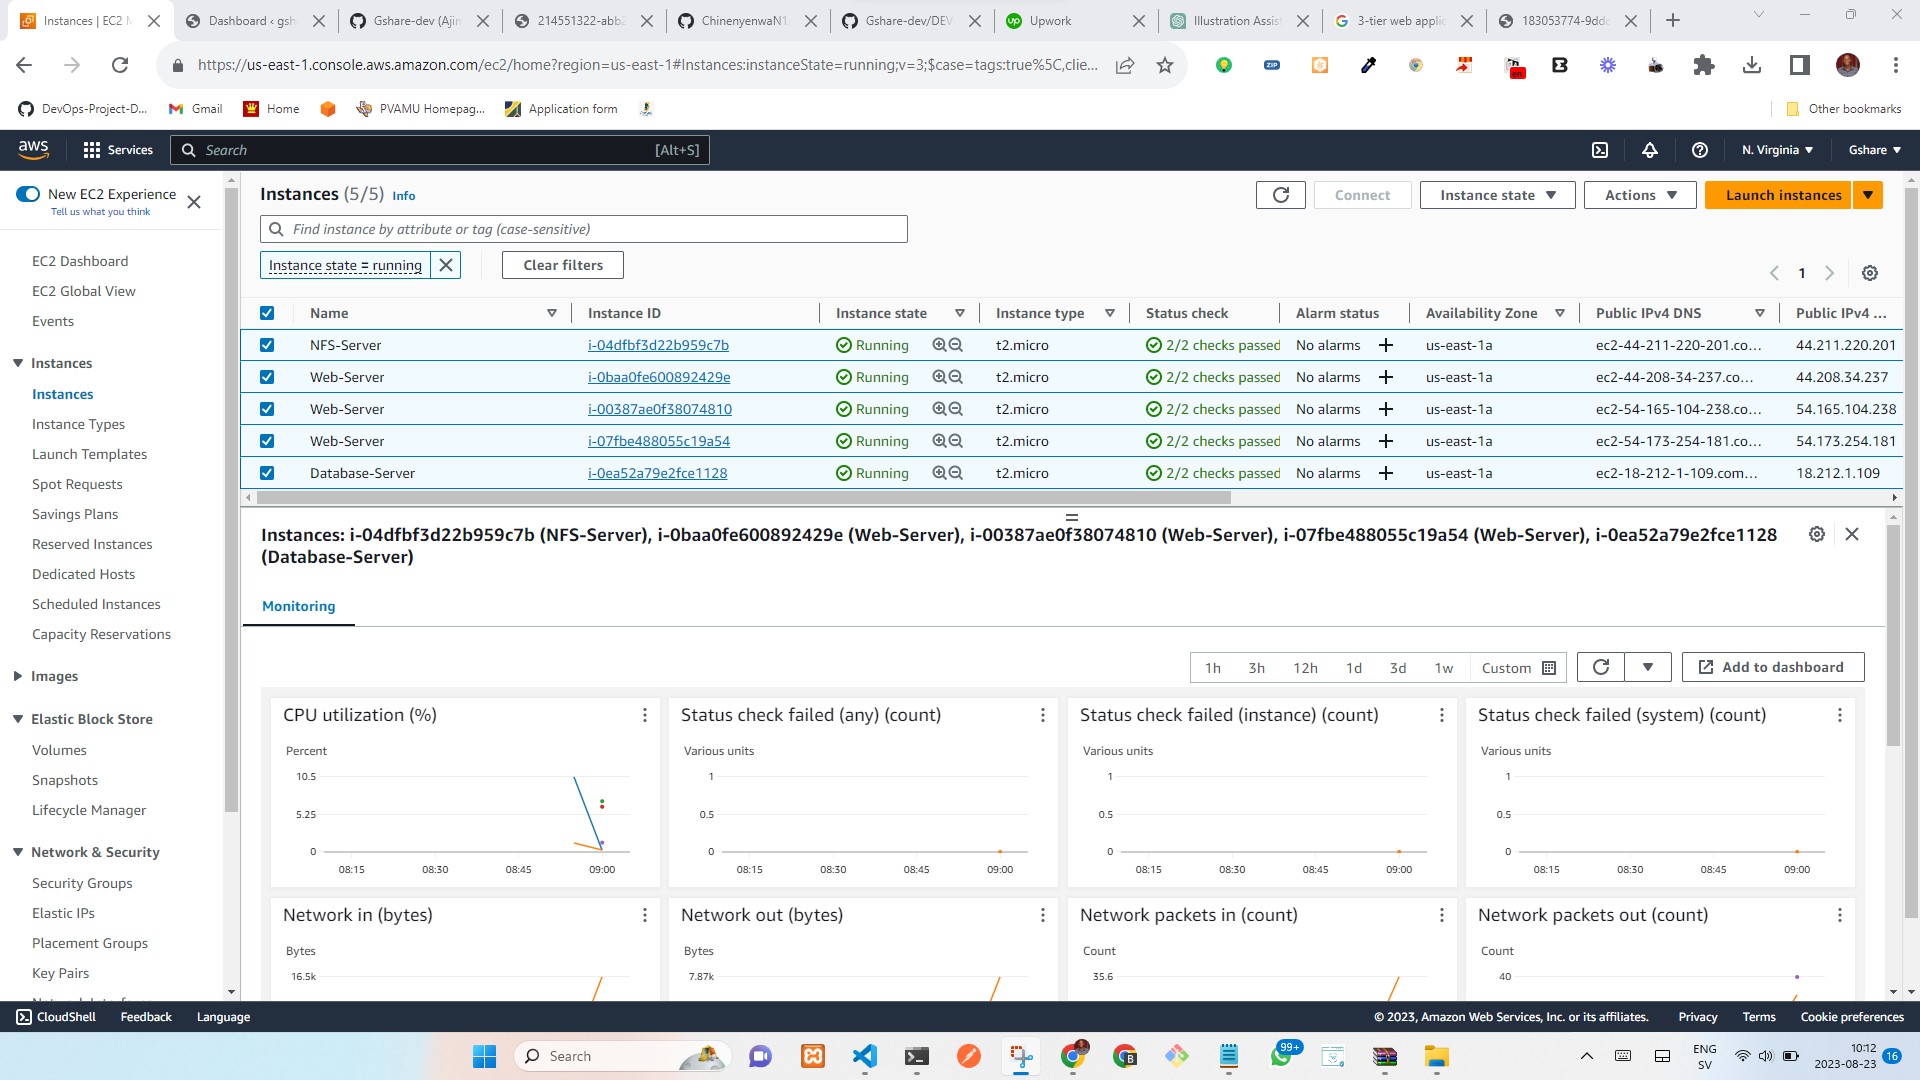 Instances | EC2 M
Dashboard ‹ gsh
Gshare-dev (Ajin
214551322-abb2
ChinenyenwaN1
Gshare-dev/DEV
Upwork
Illustration Assis
3-tier web applic
183053774-9ddc
https://us-east-1.console.aws.amazon.com/ec2/home?region=us-east-1#Instances:instanceState=running;v=3;$case=tags:true%5C,clie...
ZIP
DevOps-Project-D...
Gmail
Home
PVAMU Homepag...
Application form
Other bookmarks
aws
Services
Search
[Alt+S]
N. Virginia
Gshare
New EC2 Experience
Tell us what you think
EC2 Dashboard
EC2 Global View
Events
Instances
Instances
Instance Types
Launch Templates
Spot Requests
Savings Plans
Reserved Instances
Dedicated Hosts
Scheduled Instances
Capacity Reservations
Images
Elastic Block Store
Volumes
Snapshots
Lifecycle Manager
Network & Security
Security Groups
Elastic IPs
Placement Groups
Key Pairs
Instances (5/5) Info
Connect
Instance state
Actions
Launch instances
Find instance by attribute or tag (case-sensitive)
Instance state = running
Clear filters
1
Name Instance ID Instance state Instance type Status check Alarm status Availability Zone Public IPv4 DNS Public IPv4 ...
NFS-Server i-04dfbf3d22b959c7b Running t2.micro 2/2 checks passed No alarms us-east-1a ec2-44-211-220-201.co... 44.211.220.201
Web-Server i-0baa0fe600892429e Running t2.micro 2/2 checks passed No alarms us-east-1a ec2-44-208-34-237.co... 44.208.34.237
Web-Server i-00387ae0f38074810 Running t2.micro 2/2 checks passed No alarms us-east-1a ec2-54-165-104-238.co... 54.165.104.238
Web-Server i-07fbe488055c19a54 Running t2.micro 2/2 checks passed No alarms us-east-1a ec2-54-173-254-181.co... 54.173.254.181
Database-Server i-0ea52a79e2fce1128 Running t2.micro 2/2 checks passed No alarms us-east-1a ec2-18-212-1-109.com... 18.212.1.109
Instances: i-04dfbf3d22b959c7b (NFS-Server), i-0baa0fe600892429e (Web-Server), i-00387ae0f38074810 (Web-Server), i-07fbe488055c19a54 (Web-Server), i-0ea52a79e2fce1128
(Database-Server)
Monitoring
1h 3h 12h 1d 3d 1w Custom
Add to dashboard
CPU utilization (%)
Percent
10.5
5.25
0
08:15 08:30 08:45 09:00
Status check failed (any) (count)
Various units
1
0.5
0
08:15 08:30 08:45 09:00
Status check failed (instance) (count)
Various units
1
0.5
0
08:15 08:30 08:45 09:00
Status check failed (system) (count)
Various units
1
0.5
0
08:15 08:30 08:45 09:00
Network in (bytes)
Bytes
16.5k
Network out (bytes)
Bytes
7.87k
Network packets in (count)
Count
35.6
Network packets out (count)
Count
40
CloudShell
Feedback
Language
© 2023, Amazon Web Services, Inc. or its affiliates.
Privacy
Terms
Cookie preferences
Search
99+
ENG
SV
10:12
2023-08-23
16